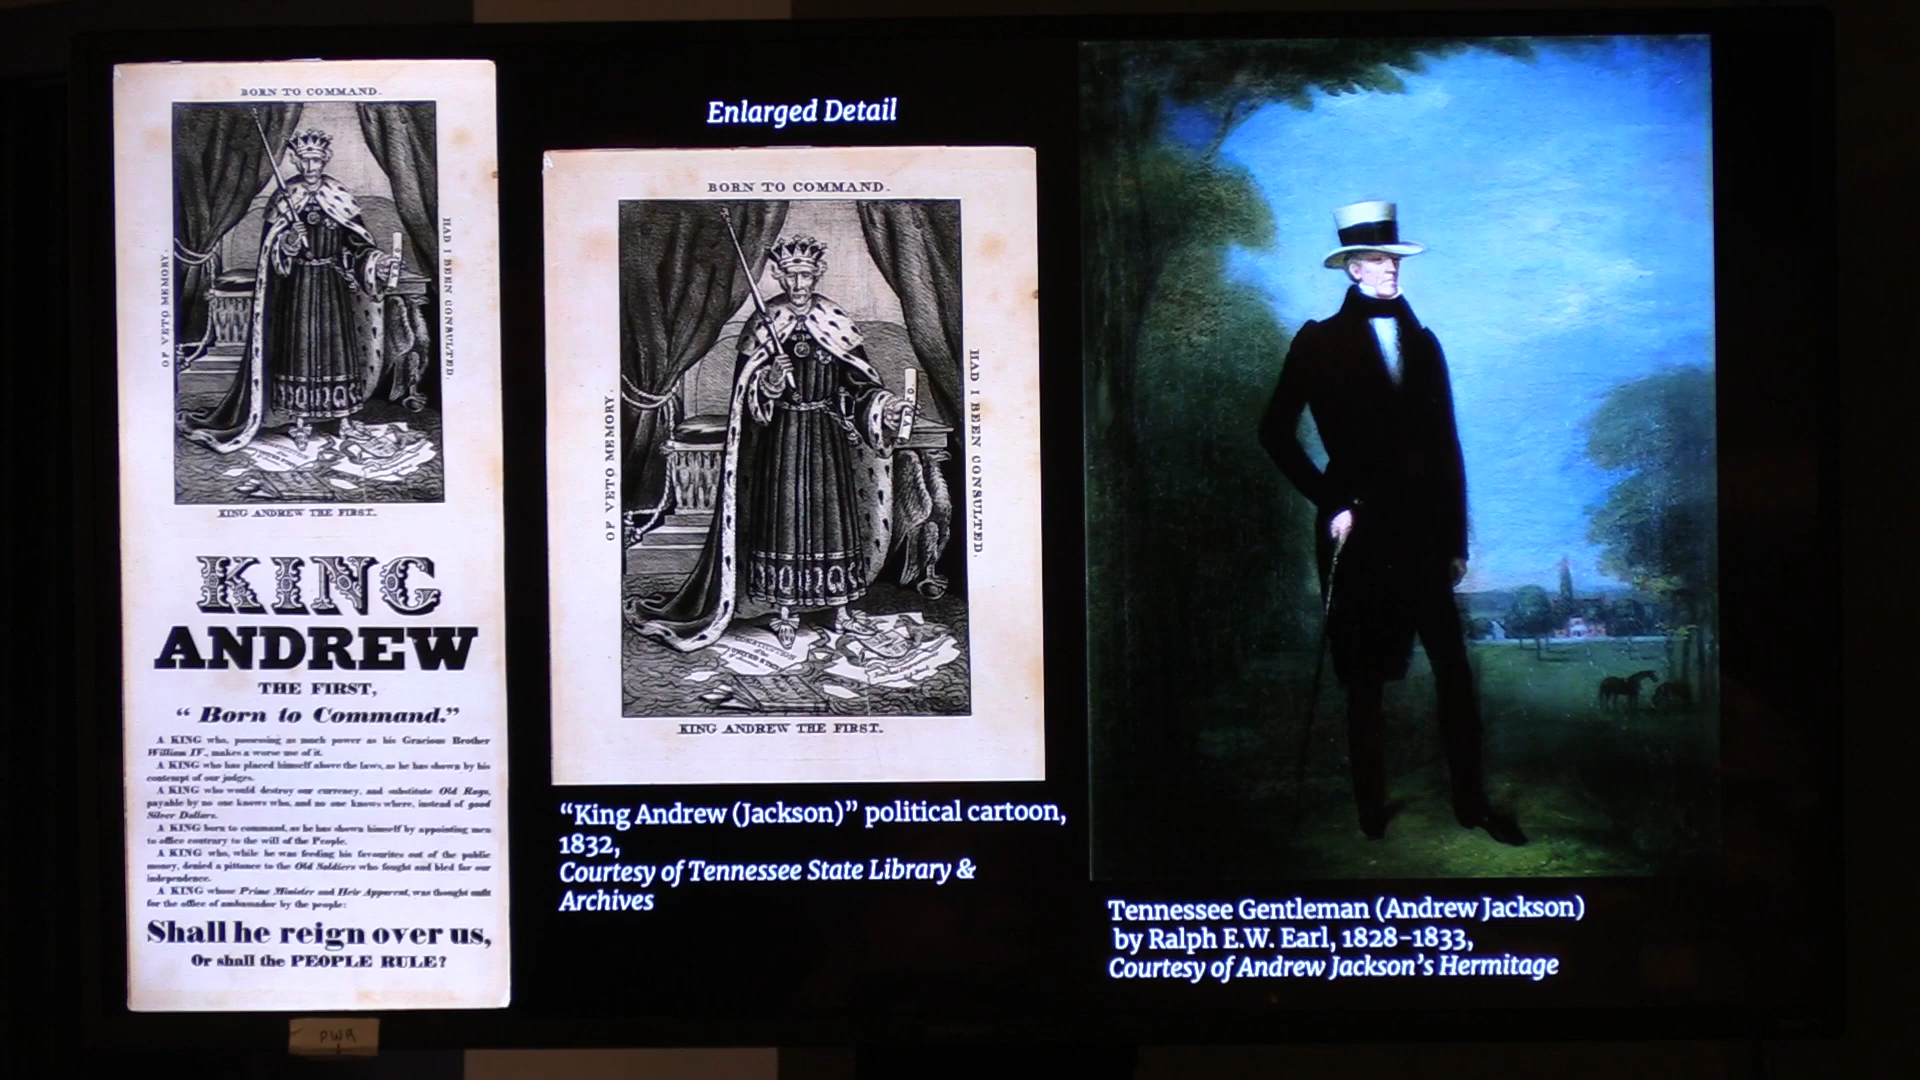 BORN TO COMMAND.
OF VETO MEMORY.
HAD I BEEN CONSULTED.
KING ANDREW THE FIRST.
KING
ANDREW
THE FIRST,
“ Born to Command.”
A KING who, possessing as much power as his Gracious Brother
William IV., makes a worse use of it.
A KING who has placed himself above the laws, as he has shown by his
contempt of our judges.
A KING who would destroy our currency, and substitute Old Rags,
payable by no one knows who, and no one knows where, instead of good
Silver Dollars.
A KING born to command, as he has shown himself by appointing men
to office contrary to the will of the People.
A KING who, while he was feeding his favourites out of the public
money, denied a pittance to the Old Soldiers who fought and bled for our
independence.
A KING whose Prime Minister and Heir Apparent, was thought unfit
for the office of ambassador by the people:
Shall he reign over us,
Or shall the PEOPLE RULE?
PWR
Enlarged Detail
BORN TO COMMAND.
OF VETO MEMORY.
HAD I BEEN CONSULTED.
VETO.
CONSTITUTION
of the
UNITED STATES
KING ANDREW THE FIRST.
“King Andrew (Jackson)” political cartoon,
1832,
Courtesy of Tennessee State Library &
Archives
Tennessee Gentleman (Andrew Jackson)
by Ralph E.W. Earl, 1828-1833,
Courtesy of Andrew Jackson’s Hermitage